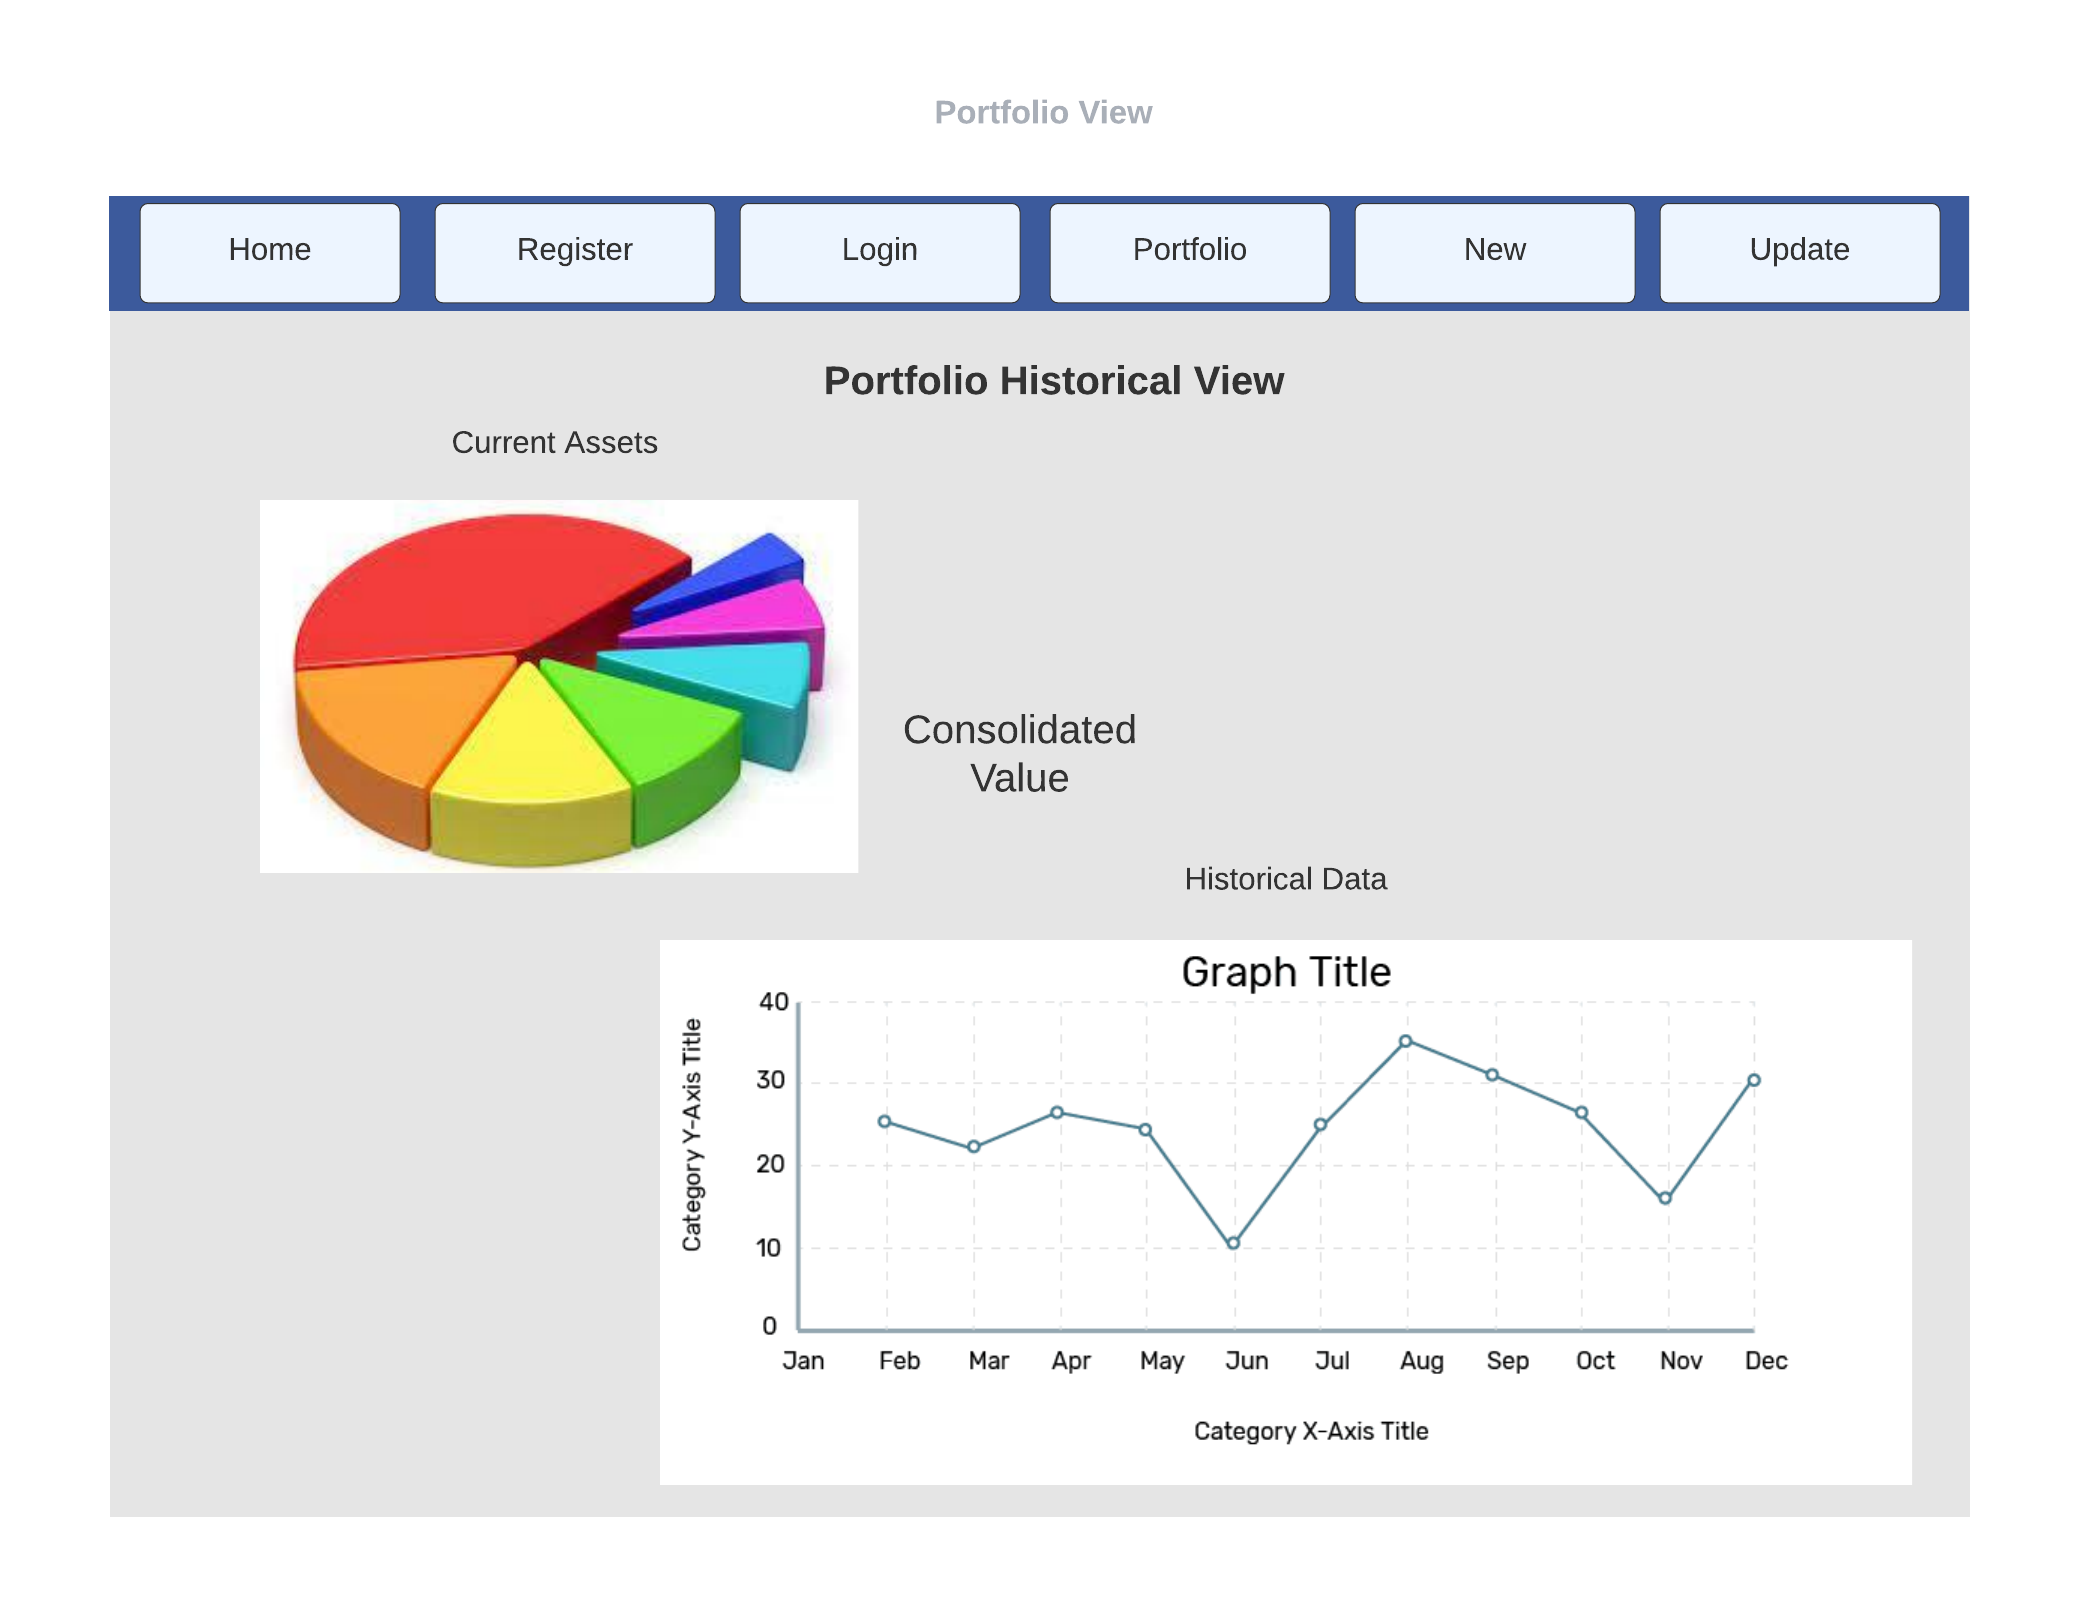 Portfolio View
Home
Register
Login
Portfolio
New
Update
Portfolio Historical View
Current Assets
Consolidated
Value
Historical Data
Graph Title
Category Y-Axis Title
40
30
20
10
0
Jan Feb Mar Apr May Jun Jul Aug Sep Oct Nov Dec
Category X-Axis Title